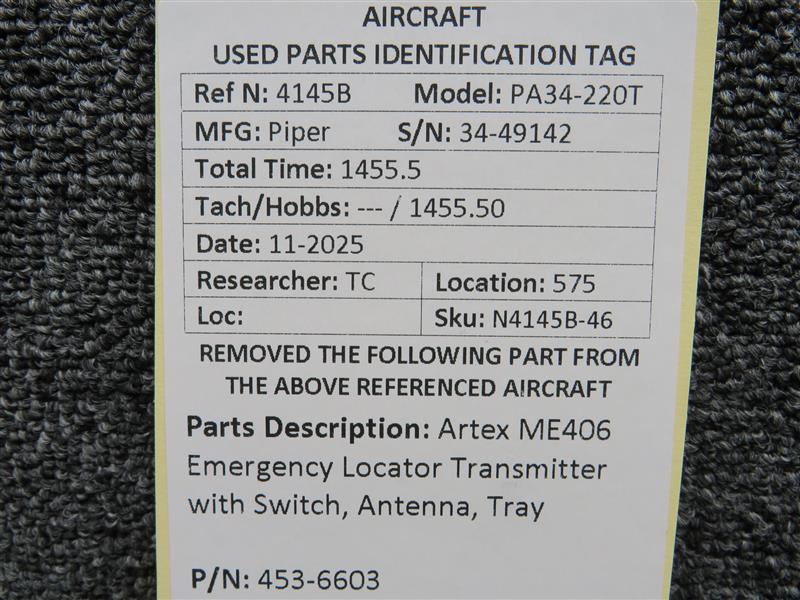 AIRCRAFT
USED PARTS IDENTIFICATION TAG
Ref N: 4145B Model: PA34-220T
MFG: Piper S/N: 34-49142
Total Time: 1455.5
Tach/Hobbs: --- / 1455.50
Date: 11-2025
Researcher: TC Location: 575
Loc: Sku: N4145B-46
REMOVED THE FOLLOWING PART FROM
THE ABOVE REFERENCED AIRCRAFT
Parts Description: Artex ME406
Emergency Locator Transmitter
with Switch, Antenna, Tray
P/N: 453-6603